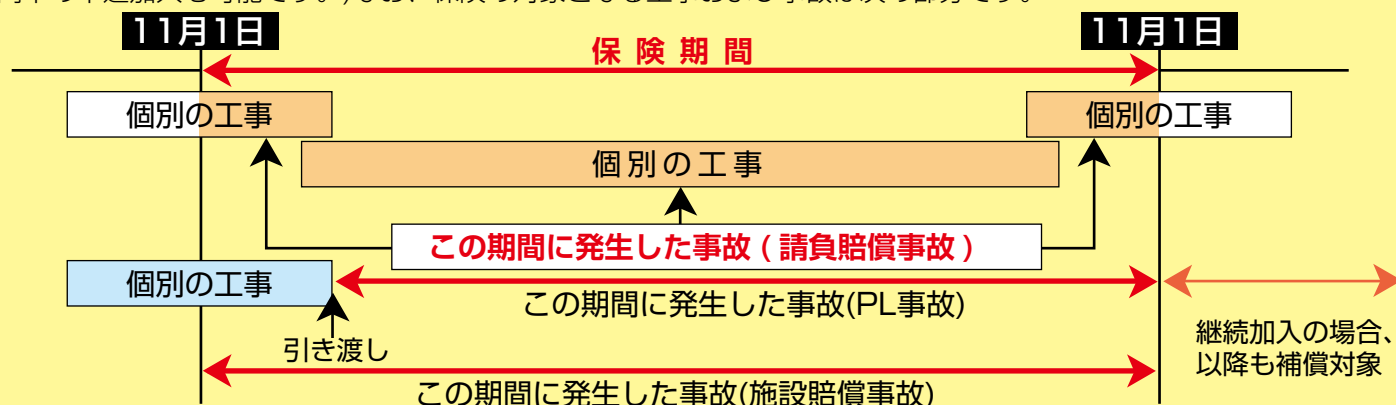 11月1日
11月1日
保険期間
個別の工事
個別の工事
個別の工事
この期間に発生した事故 ( 請負賠償事故 )
個別の工事
この期間に発生した事故(PL事故)
引き渡し
継続加入の場合、
以降も補償対象
この期間に発生した事故(施設賠償事故)